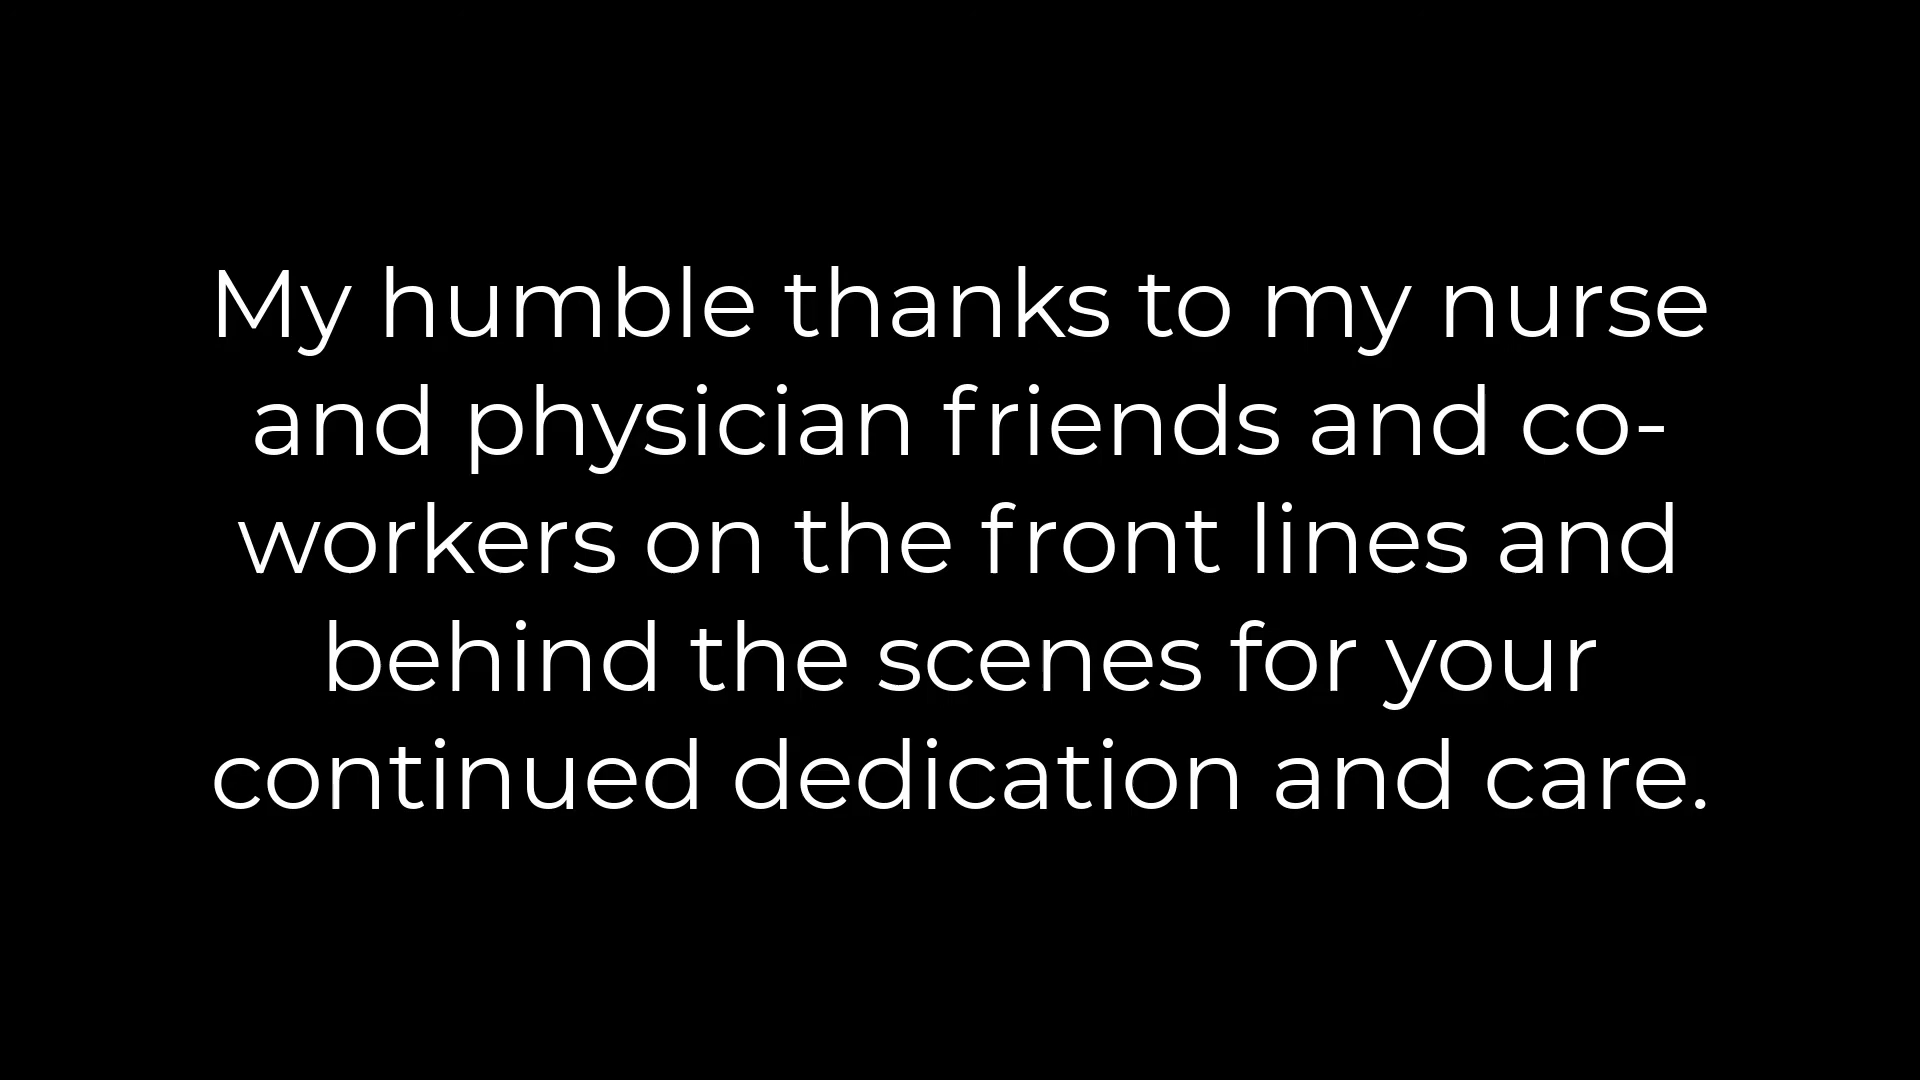 My humble thanks to my nurse
and physician friends and co-
workers on the front lines and
behind the scenes for your
continued dedication and care.